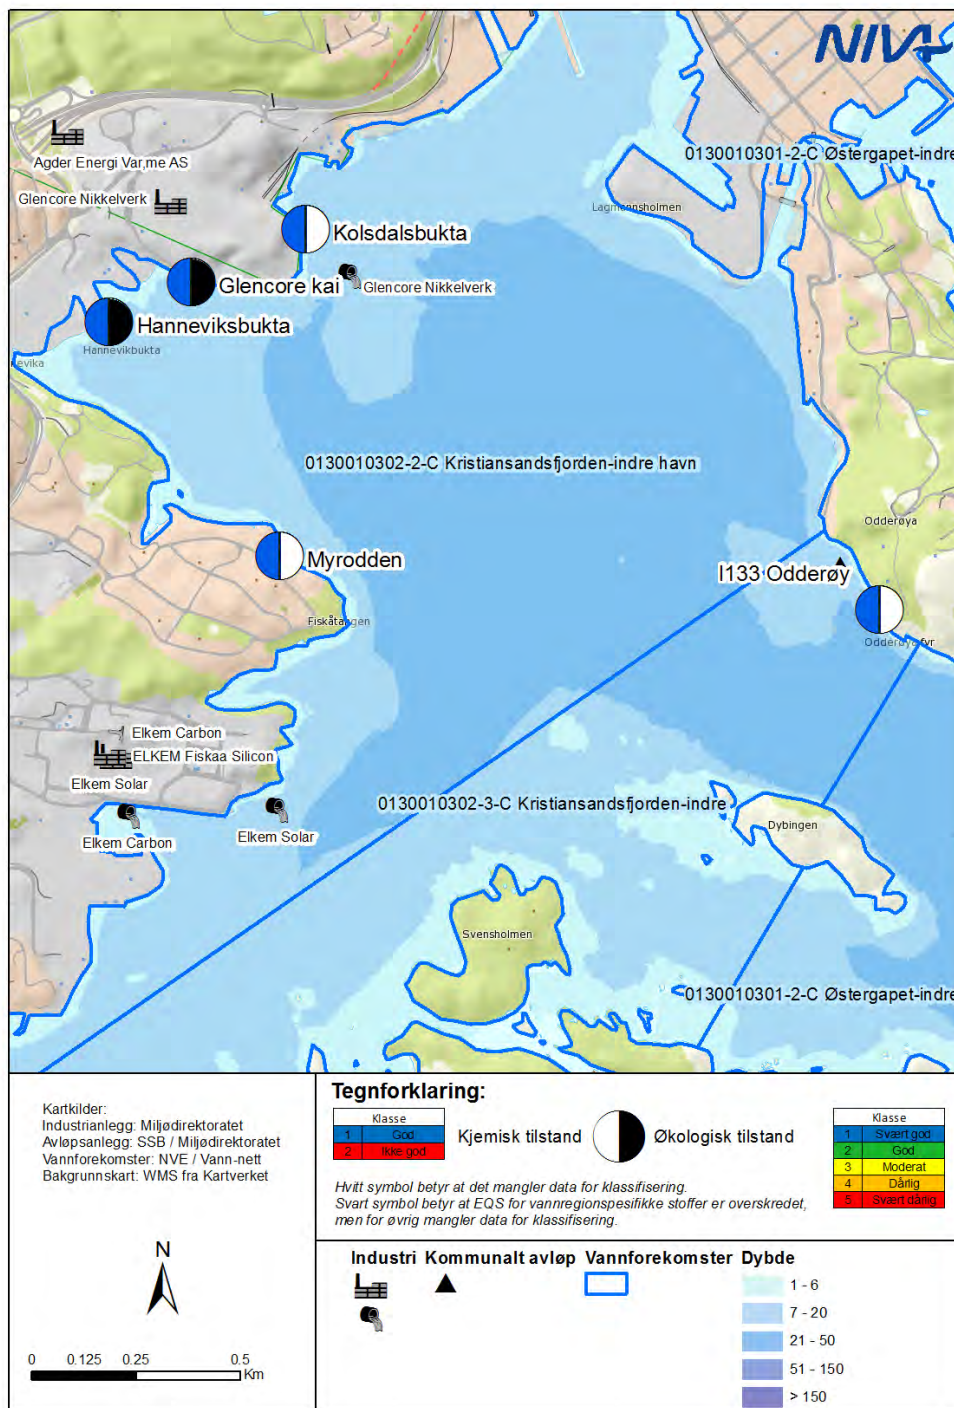 NIVA
0130010301-2-C Østergapet-indre
Agder Energi Var,me AS
Glencore Nikkelverk
Lagmannsholmen
Kolsdalsbukta
Glencore kai
Glencore Nikkelverk
Hanneviksbukta
Hannevikbukta
evika
0130010302-2-C Kristiansandsfjorden-indre havn
Odderøya
Myrodden
I133 Odderøy
Fiskåtangen
Odderøya fyr
Elkem Carbon
ELKEM Fiskaa Silicon
Elkem Solar
0130010302-3-C Kristiansandsfjorden-indre
Dybingen
Elkem Carbon
Elkem Solar
Svensholmen
0130010301-2-C Østergapet-indre
Kartkilder:
Industrianlegg: Miljødirektoratet
Avløpsanlegg: SSB / Miljødirektoratet
Vannforekomster: NVE / Vann-nett
Bakgrunnskart: WMS fra Kartverket
N
0 0.125 0.25 0.5
Km
Tegnforklaring:
Klasse
1 God
2 Ikke god
Kjemisk tilstand
Økologisk tilstand
Klasse
1 Svært god
2 God
3 Moderat
4 Dårlig
5 Svært dårlig
Hvitt symbol betyr at det mangler data for klassifisering.
Svart symbol betyr at EQS for vannregionspesifikke stoffer er overskredet,
men for øvrig mangler data for klassifisering.
Industri Kommunalt avløp Vannforekomster Dybde
1 - 6
7 - 20
21 - 50
51 - 150
> 150